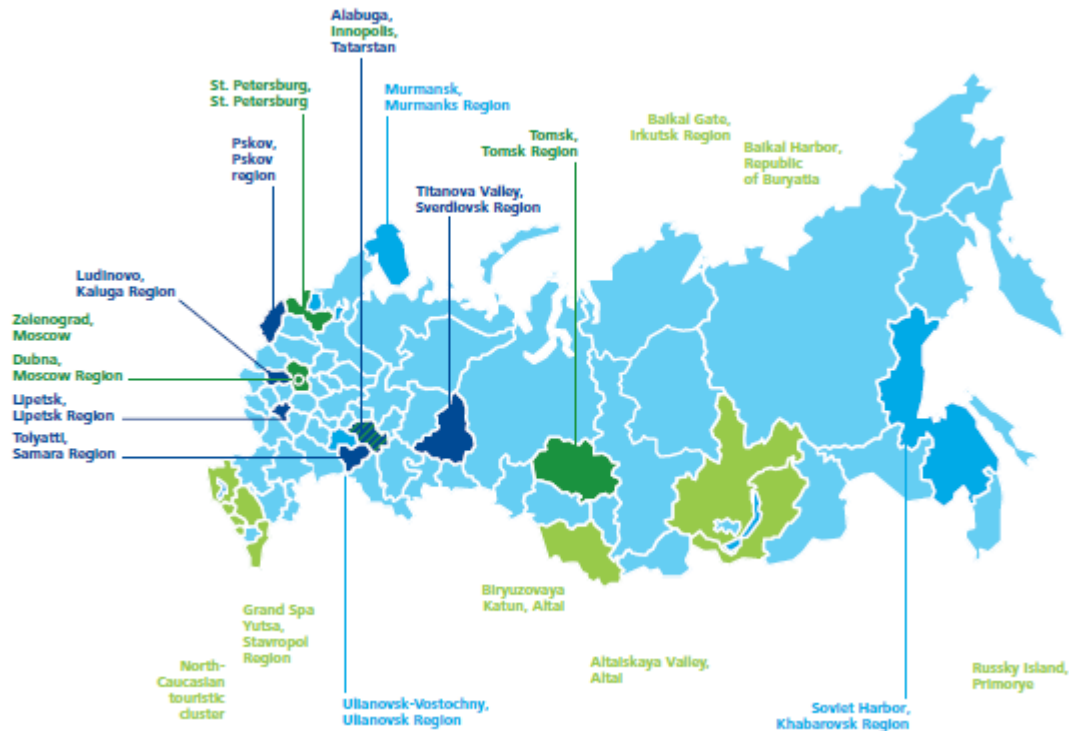 Alabuga,
Innopolis,
Tatarstan
St. Petersburg,
St. Petersburg
Murmansk,
Murmanks Region
Baikal Gate,
Irkutsk Region
Tomsk,
Tomsk Region
Baikal Harbor,
Republic
of Buryatia
Pskov,
Pskov
region
Titanova Valley,
Sverdlovsk Region
Ludinovo,
Kaluga Region
Zelenograd,
Moscow
Dubna,
Moscow Region
Lipetsk,
Lipetsk Region
Tolyatti,
Samara Region
Biryuzovaya
Katun, Altai
Grand Spa
Yutsa,
Stavropol
Region
North-
Caucasian
touristic
cluster
Altaiskaya Valley,
Altai
Russky Island,
Primorye
Ulianovsk-Vostochny,
Ulianovsk Region
Soviet Harbor,
Khabarovsk Region